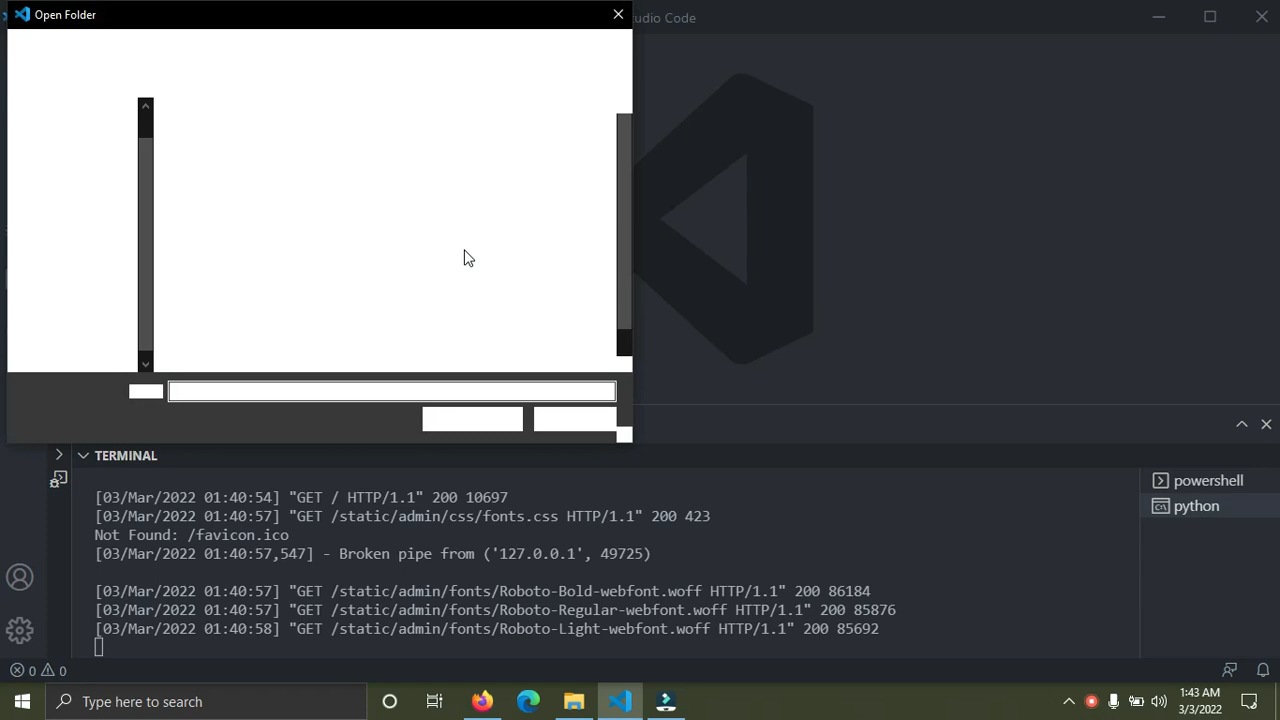 Open Folder
udio Code
TERMINAL
[03/Mar/2022 01:40:54] "GET / HTTP/1.1" 200 10697
[03/Mar/2022 01:40:57] "GET /static/admin/css/fonts.css HTTP/1.1" 200 423
Not Found: /favicon.ico
[03/Mar/2022 01:40:57,547] - Broken pipe from ('127.0.0.1', 49725)
[03/Mar/2022 01:40:57] "GET /static/admin/fonts/Roboto-Bold-webfont.woff HTTP/1.1" 200 86184
[03/Mar/2022 01:40:57] "GET /static/admin/fonts/Roboto-Regular-webfont.woff HTTP/1.1" 200 85876
[03/Mar/2022 01:40:58] "GET /static/admin/fonts/Roboto-Light-webfont.woff HTTP/1.1" 200 85692
powershell
python
0 0
Type here to search
1:43 AM
3/3/2022